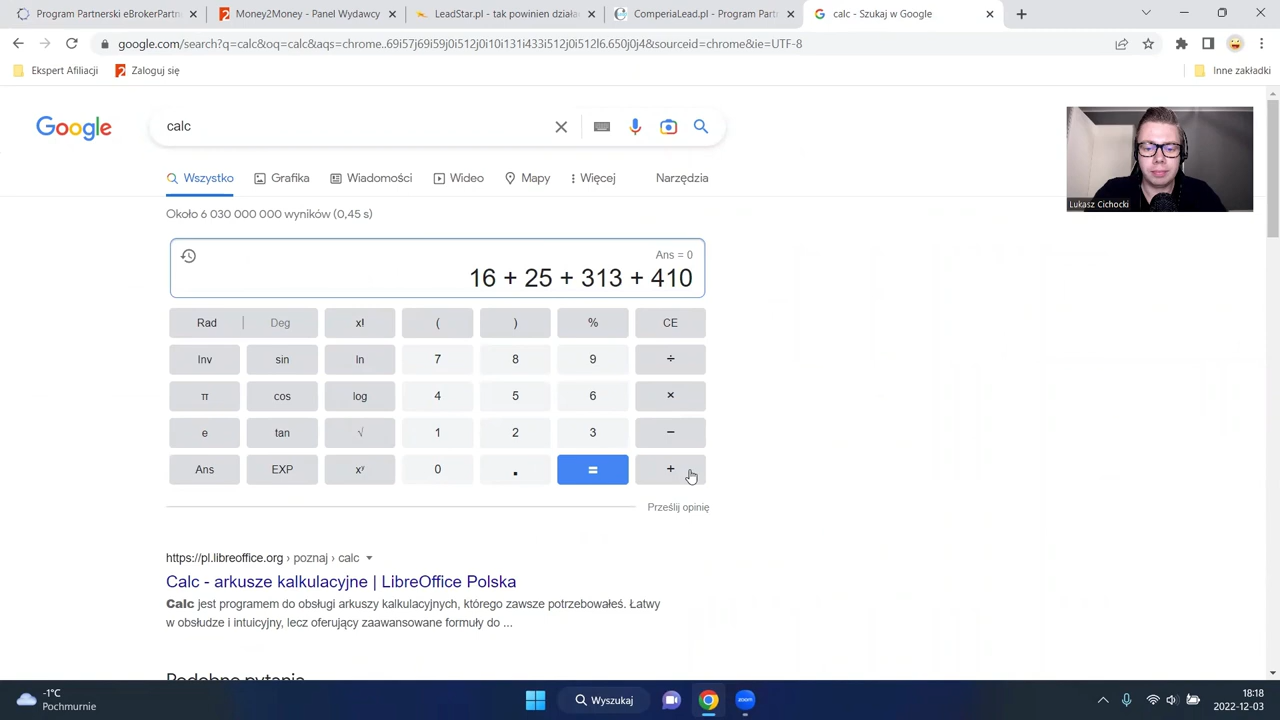 Program Partnerski eBrokerPartn
Money2Money - Panel Wydawcy
LeadStar.pl - tak powinien działa
ComperiaLead.pl - Program Partn
calc - Szukaj w Google
google.com/search?q=calc&oq=calc&aqs=chrome..69i57j69i59j0i512j0i10i131i433i512j0i512l6.650j0j4&sourceid=chrome&ie=UTF-8
Ekspert Afiliacji
Zaloguj się
Inne zakładki
Google
calc
Lukasz Cichocki
Wszystko
Grafika
Wiadomości
Wideo
Mapy
Więcej
Narzędzia
Około 6 030 000 000 wyników (0,45 s)
Ans = 0
16 + 25 + 313 + 410
Rad | Deg x! ( ) % CE
Inv sin ln 7 8 9 ÷
π cos log 4 5 6 ×
e tan √ 1 2 3 −
Ans EXP xʸ 0 . = +
Prześlij opinię
https://pl.libreoffice.org › poznaj › calc
Calc - arkusze kalkulacyjne | LibreOffice Polska
Calc jest programem do obsługi arkuszy kalkulacyjnych, którego zawsze potrzebowałeś. Łatwy
w obsłudze i intuicyjny, lecz oferujący zaawansowane formuły do ...
Podobne pytania
-1°C
Pochmurnie
Wyszukaj
18:18
2022-12-03